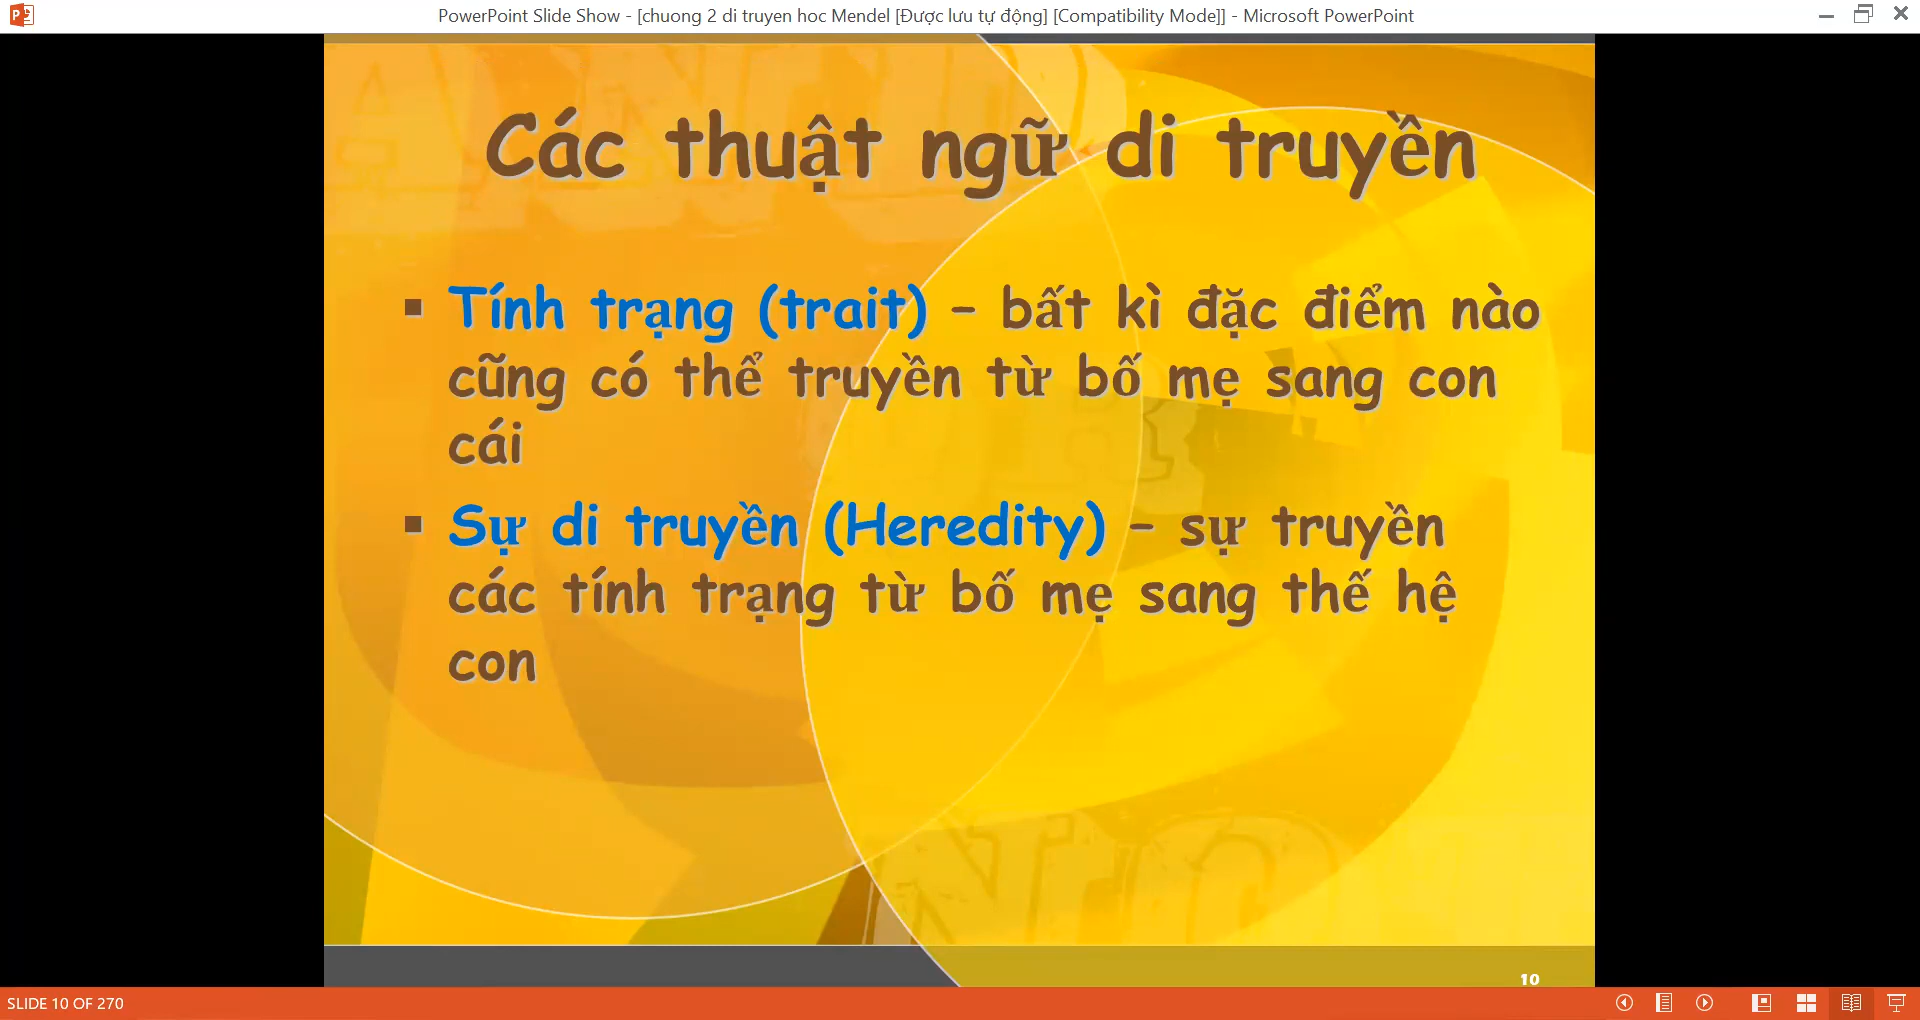 PowerPoint Slide Show - [chuong 2 di truyen hoc Mendel [Được lưu tự động] [Compatibility Mode]] - Microsoft PowerPoint
Các thuật ngữ di truyền
▪ Tính trạng (trait) – bất kì đặc điểm nào
cũng có thể truyền từ bố mẹ sang con
cái
▪ Sự di truyền (Heredity) – sự truyền
các tính trạng từ bố mẹ sang thế hệ
con
10
SLIDE 10 OF 270